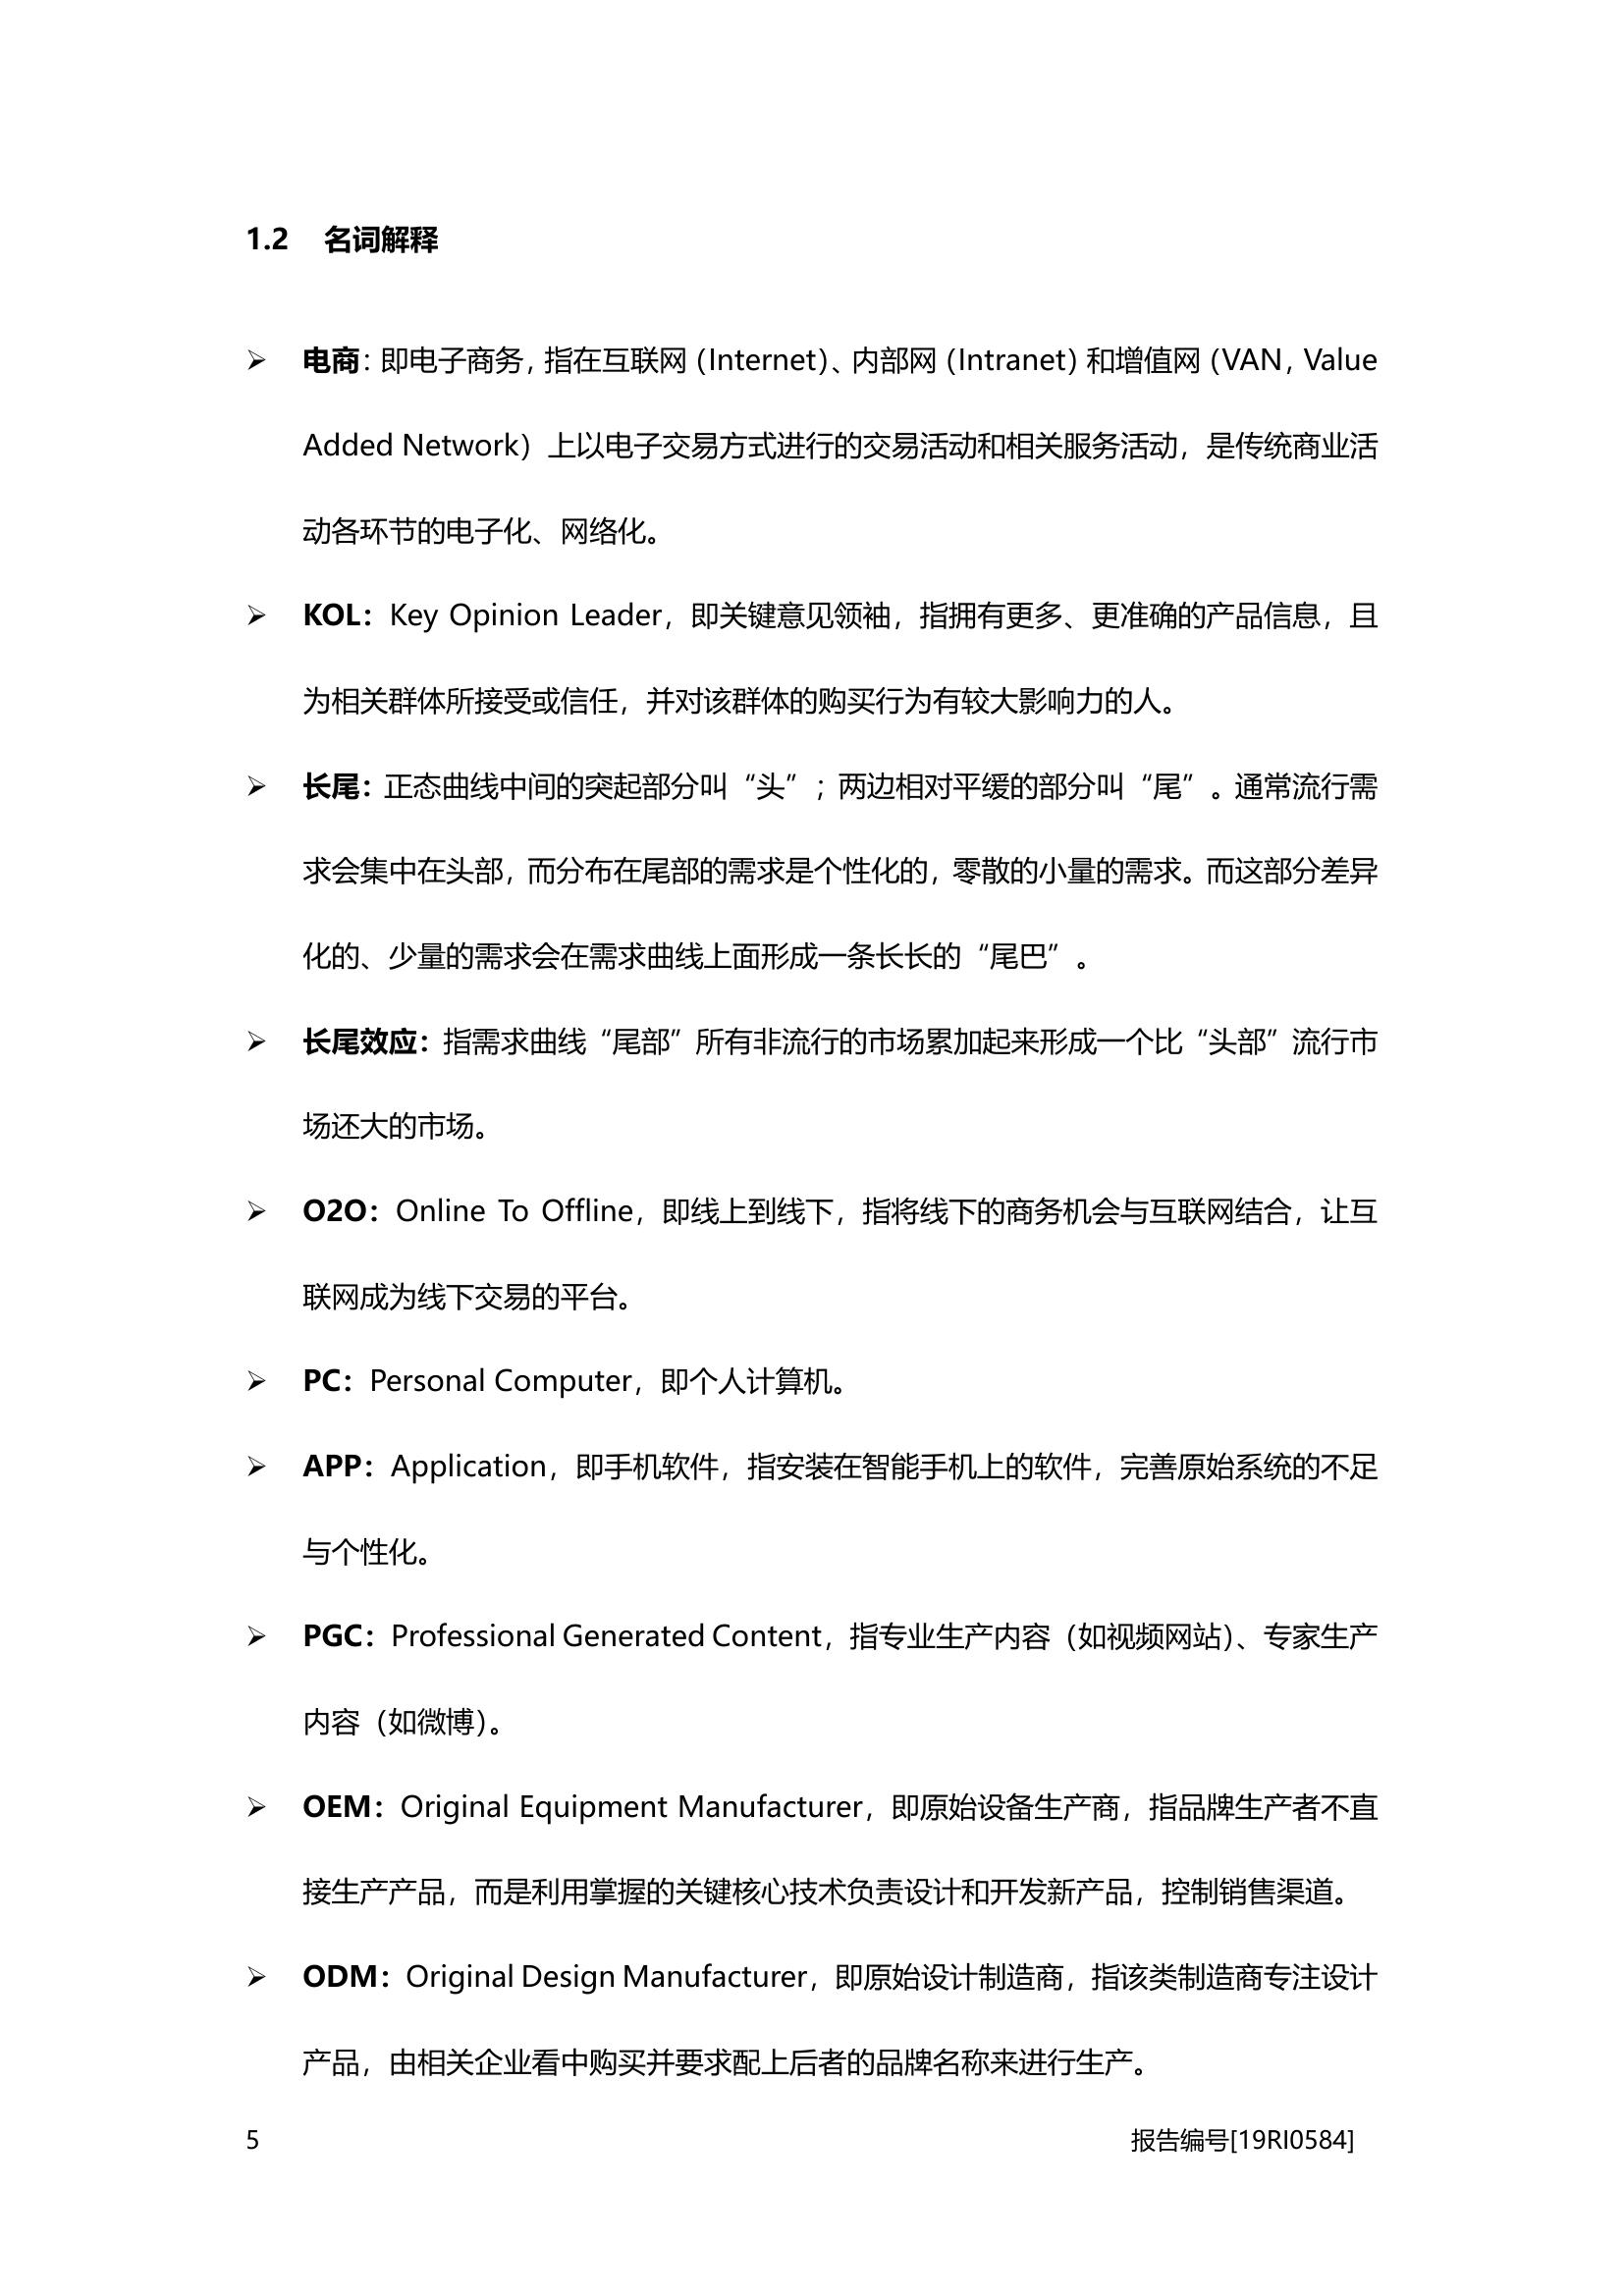 1.2 名词解释
➢ 电商：即电子商务，指在互联网（Internet）、内部网（Intranet）和增值网（VAN，Value
Added Network）上以电子交易方式进行的交易活动和相关服务活动，是传统商业活
动各环节的电子化、网络化。
➢ KOL：Key Opinion Leader，即关键意见领袖，指拥有更多、更准确的产品信息，且
为相关群体所接受或信任，并对该群体的购买行为有较大影响力的人。
➢ 长尾：正态曲线中间的突起部分叫“头”；两边相对平缓的部分叫“尾”。通常流行需
求会集中在头部，而分布在尾部的需求是个性化的，零散的小量的需求。而这部分差异
化的、少量的需求会在需求曲线上面形成一条长长的“尾巴”。
➢ 长尾效应：指需求曲线“尾部”所有非流行的市场累加起来形成一个比“头部”流行市
场还大的市场。
➢ O2O：Online To Offline，即线上到线下，指将线下的商务机会与互联网结合，让互
联网成为线下交易的平台。
➢ PC：Personal Computer，即个人计算机。
➢ APP：Application，即手机软件，指安装在智能手机上的软件，完善原始系统的不足
与个性化。
➢ PGC：Professional Generated Content，指专业生产内容（如视频网站）、专家生产
内容（如微博）。
➢ OEM：Original Equipment Manufacturer，即原始设备生产商，指品牌生产者不直
接生产产品，而是利用掌握的关键核心技术负责设计和开发新产品，控制销售渠道。
➢ ODM：Original Design Manufacturer，即原始设计制造商，指该类制造商专注设计
产品，由相关企业看中购买并要求配上后者的品牌名称来进行生产。
5 报告编号[19RI0584]